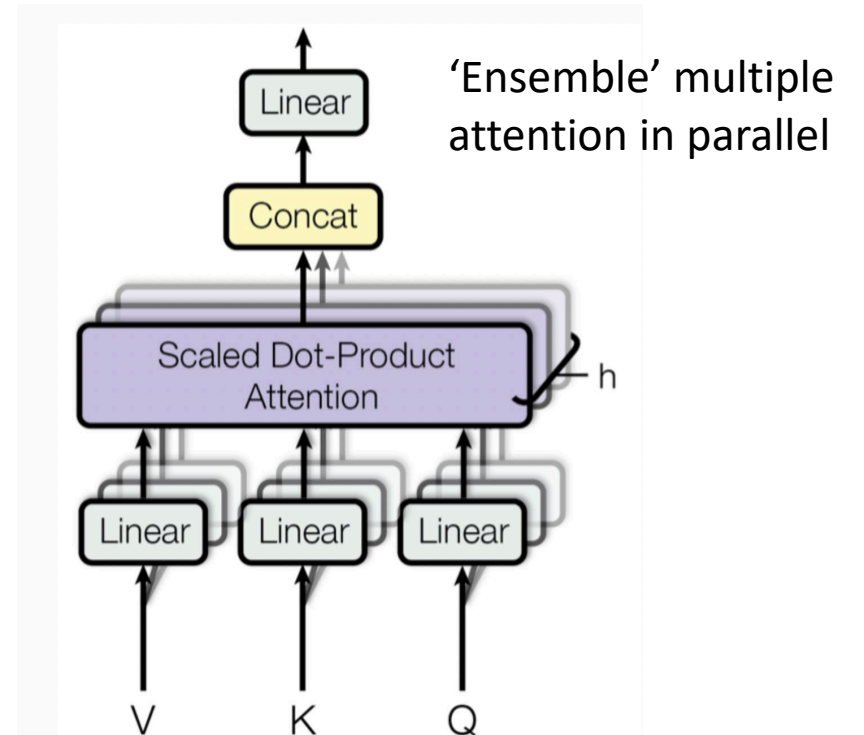 ‘Ensemble’ multiple
attention in parallel
Linear
Concat
Scaled Dot-Product
Attention
h
Linear Linear Linear
V K Q